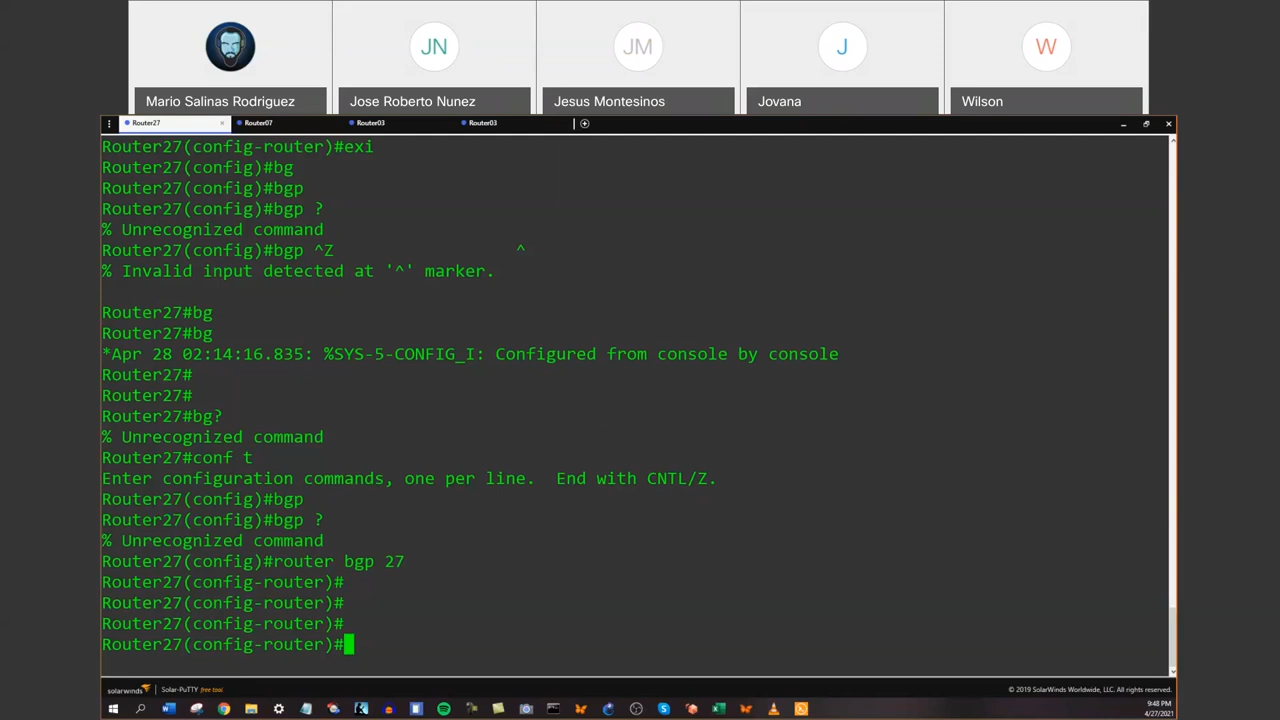 JN
JM
J
W
Mario Salinas Rodriguez
Jose Roberto Nunez
Jesus Montesinos
Jovana
Wilson
Router27
Router07
Router03
Router03
Router27(config-router)#exi
Router27(config)#bg
Router27(config)#bgp
Router27(config)#bgp ?
% Unrecognized command
Router27(config)#bgp ^Z ^
% Invalid input detected at '^' marker.
Router27#bg
Router27#bg
*Apr 28 02:14:16.835: %SYS-5-CONFIG_I: Configured from console by console
Router27#
Router27#
Router27#bg?
% Unrecognized command
Router27#conf t
Enter configuration commands, one per line. End with CNTL/Z.
Router27(config)#bgp
Router27(config)#bgp ?
% Unrecognized command
Router27(config)#router bgp 27
Router27(config-router)#
Router27(config-router)#
Router27(config-router)#
Router27(config-router)#
solarwinds Solar-PuTTY free tool © 2019 SolarWinds Worldwide, LLC. All rights reserved.
9:48 PM
4/27/2021